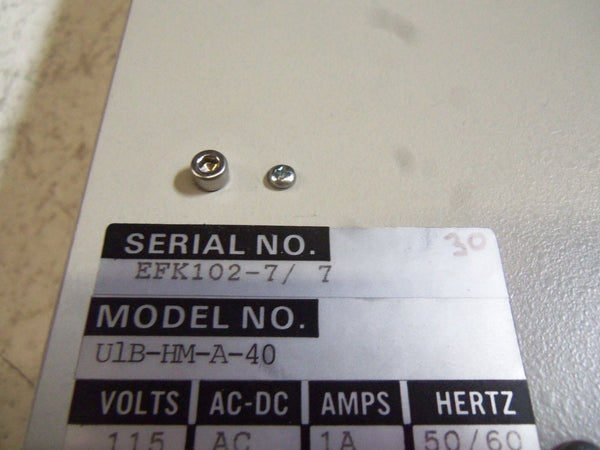 SERIAL NO. 30
EFK102-7/ 7
MODEL NO.
UlB-HM-A-40
VOLTS AC-DC AMPS HERTZ
115 AC 1A 50/60